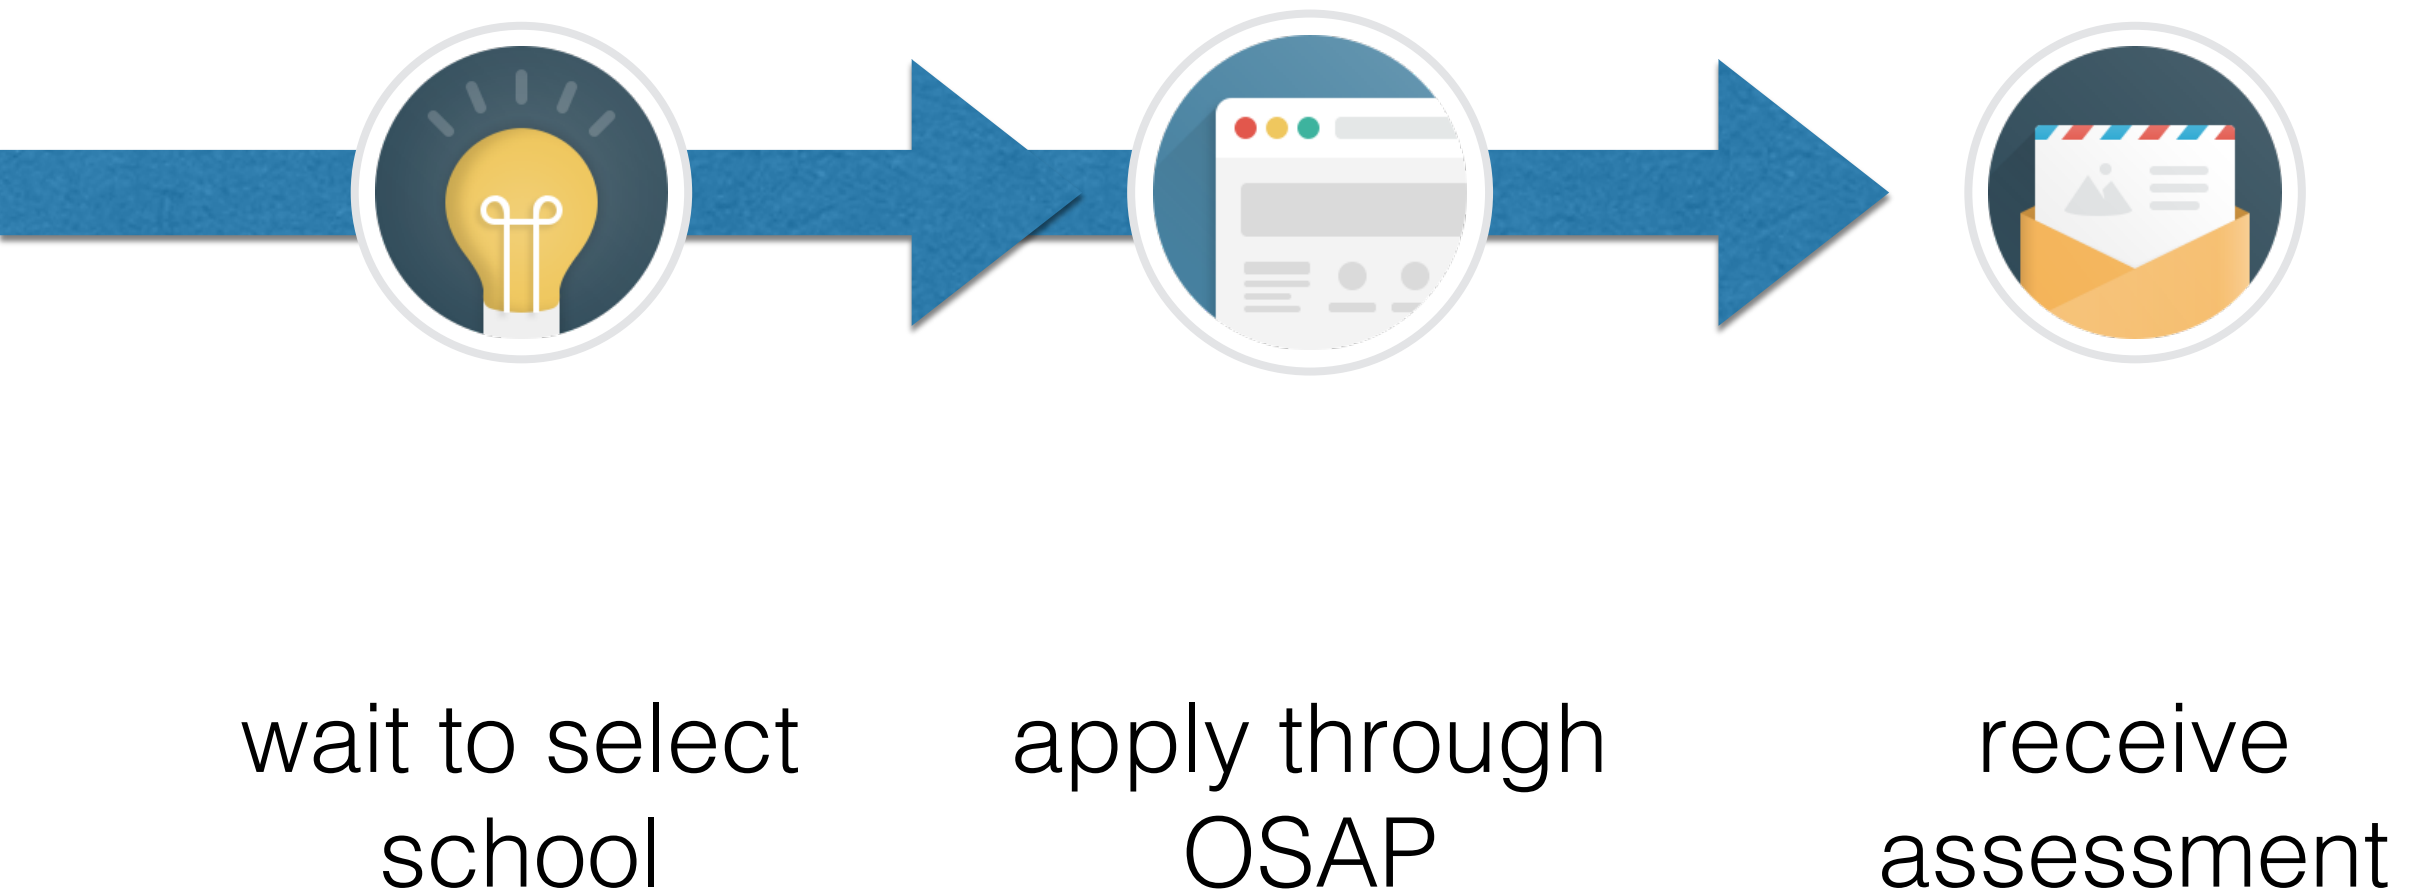 wait to select
school
apply through
OSAP
receive
assessment